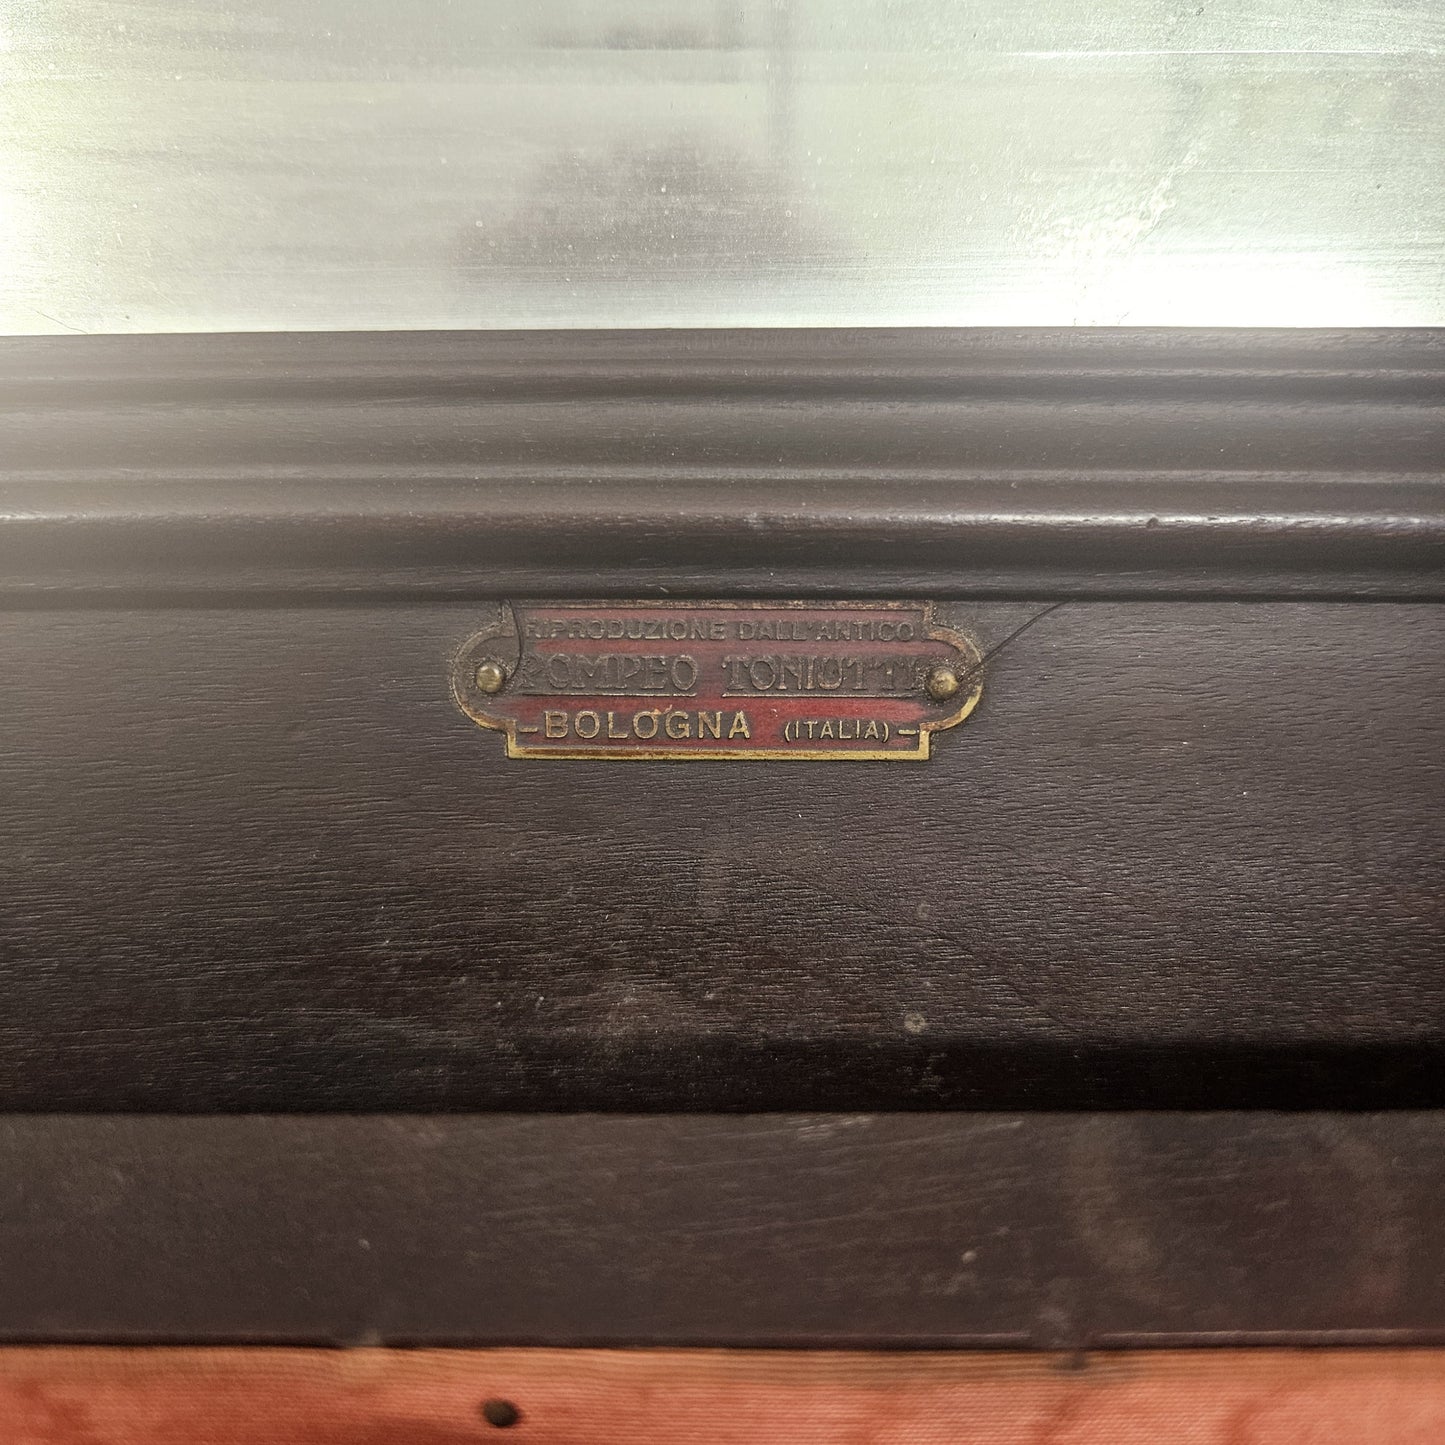 RIPRODUZIONE DALL'ANTICO
POMPEO TONIUTTI
-BOLOGNA (ITALIA)-